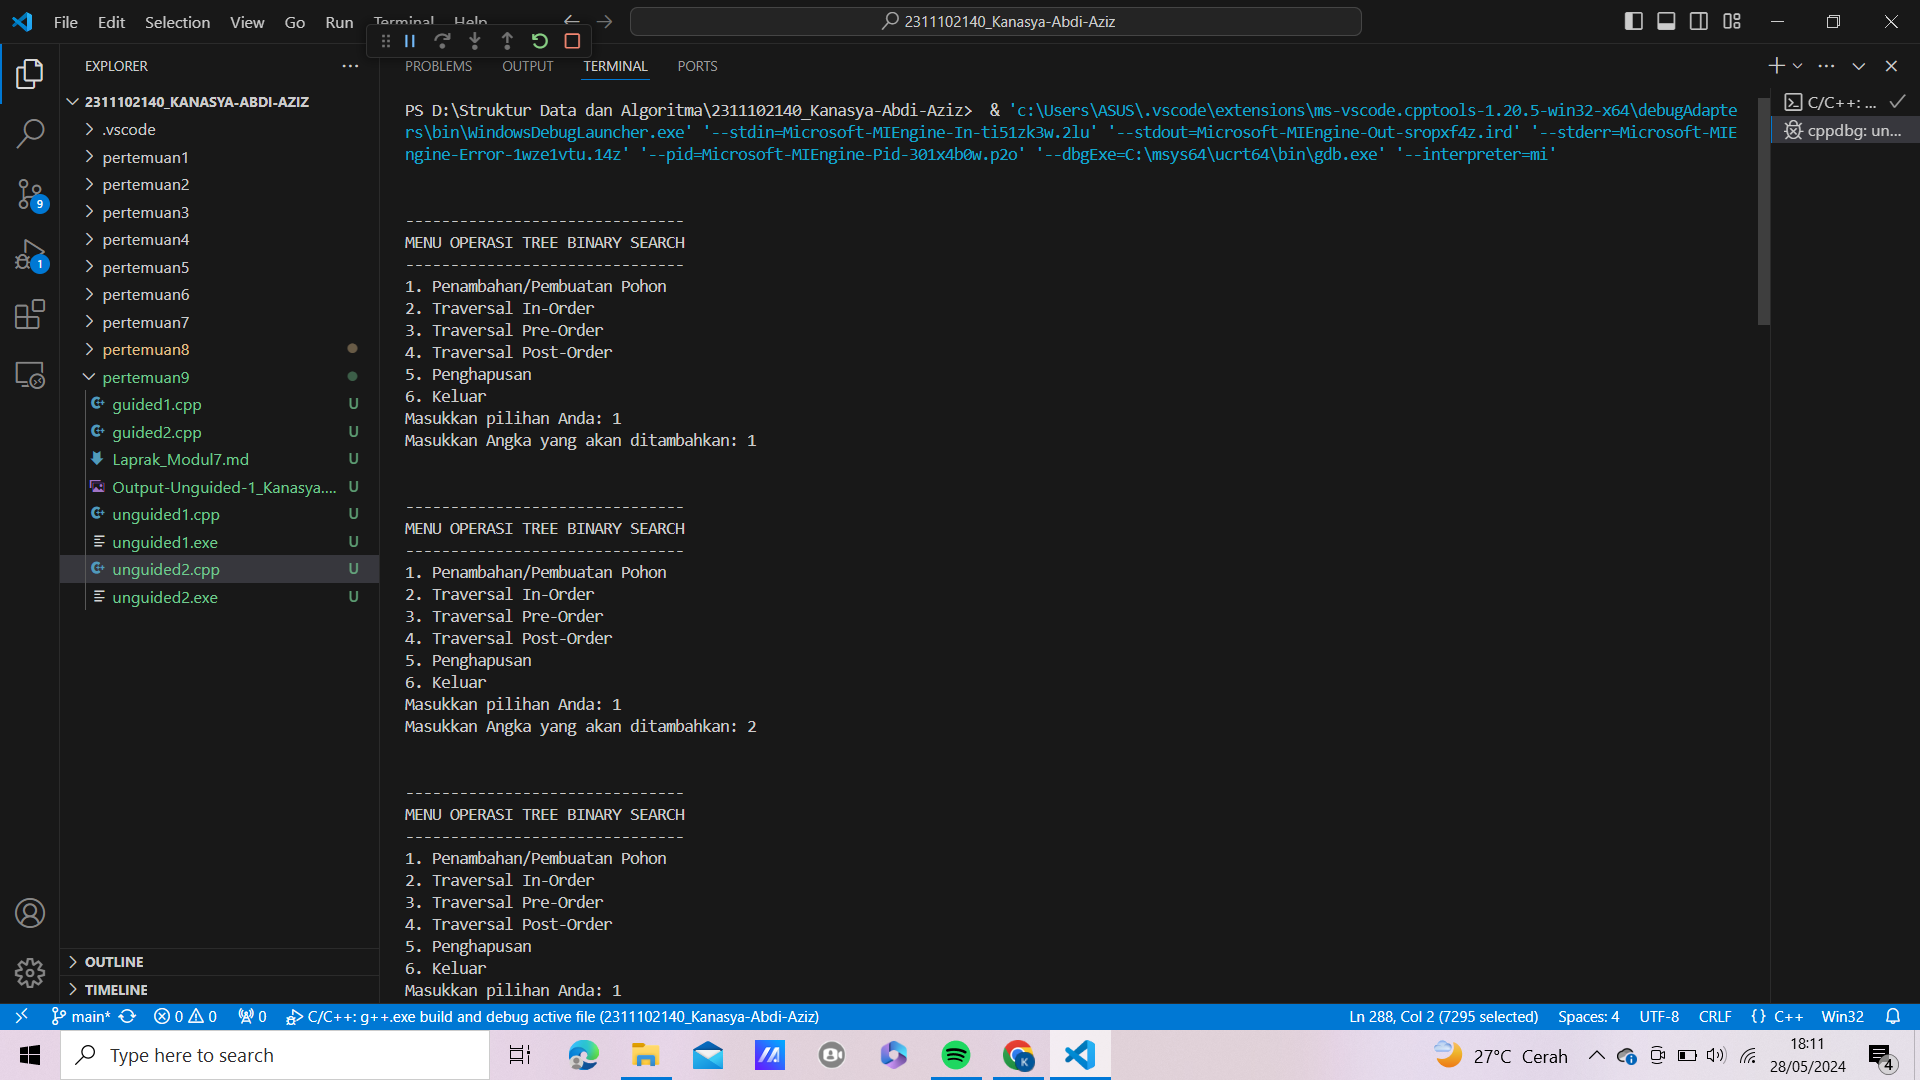 File Edit Selection View Go Run Terminal Help
2311102140_Kanasya-Abdi-Aziz
EXPLORER
2311102140_KANASYA-ABDI-AZIZ
.vscode
pertemuan1
pertemuan2
pertemuan3
pertemuan4
pertemuan5
pertemuan6
pertemuan7
pertemuan8
pertemuan9
guided1.cpp U
guided2.cpp U
Laprak_Modul7.md U
Output-Unguided-1_Kanasya.... U
unguided1.cpp U
unguided1.exe U
unguided2.cpp U
unguided2.exe U
OUTLINE
TIMELINE
9
1
PROBLEMS OUTPUT TERMINAL PORTS
PS D:\Struktur Data dan Algoritma\2311102140_Kanasya-Abdi-Aziz> & 'c:\Users\ASUS\.vscode\extensions\ms-vscode.cpptools-1.20.5-win32-x64\debugAdapte
rs\bin\WindowsDebugLauncher.exe' '--stdin=Microsoft-MIEngine-In-ti51zk3w.2lu' '--stdout=Microsoft-MIEngine-Out-sropxf4z.ird' '--stderr=Microsoft-MIE
ngine-Error-1wze1vtu.14z' '--pid=Microsoft-MIEngine-Pid-301x4b0w.p2o' '--dbgExe=C:\msys64\ucrt64\bin\gdb.exe' '--interpreter=mi'
-------------------------------
MENU OPERASI TREE BINARY SEARCH
-------------------------------
1. Penambahan/Pembuatan Pohon
2. Traversal In-Order
3. Traversal Pre-Order
4. Traversal Post-Order
5. Penghapusan
6. Keluar
Masukkan pilihan Anda: 1
Masukkan Angka yang akan ditambahkan: 1
-------------------------------
MENU OPERASI TREE BINARY SEARCH
-------------------------------
1. Penambahan/Pembuatan Pohon
2. Traversal In-Order
3. Traversal Pre-Order
4. Traversal Post-Order
5. Penghapusan
6. Keluar
Masukkan pilihan Anda: 1
Masukkan Angka yang akan ditambahkan: 2
-------------------------------
MENU OPERASI TREE BINARY SEARCH
-------------------------------
1. Penambahan/Pembuatan Pohon
2. Traversal In-Order
3. Traversal Pre-Order
4. Traversal Post-Order
5. Penghapusan
6. Keluar
Masukkan pilihan Anda: 1
C/C++: ...
cppdbg: un...
main* 0 0 0 C/C++: g++.exe build and debug active file (2311102140_Kanasya-Abdi-Aziz)
Ln 288, Col 2 (7295 selected) Spaces: 4 UTF-8 CRLF {} C++ Win32
Type here to search
K
27°C Cerah
18:11
28/05/2024
4